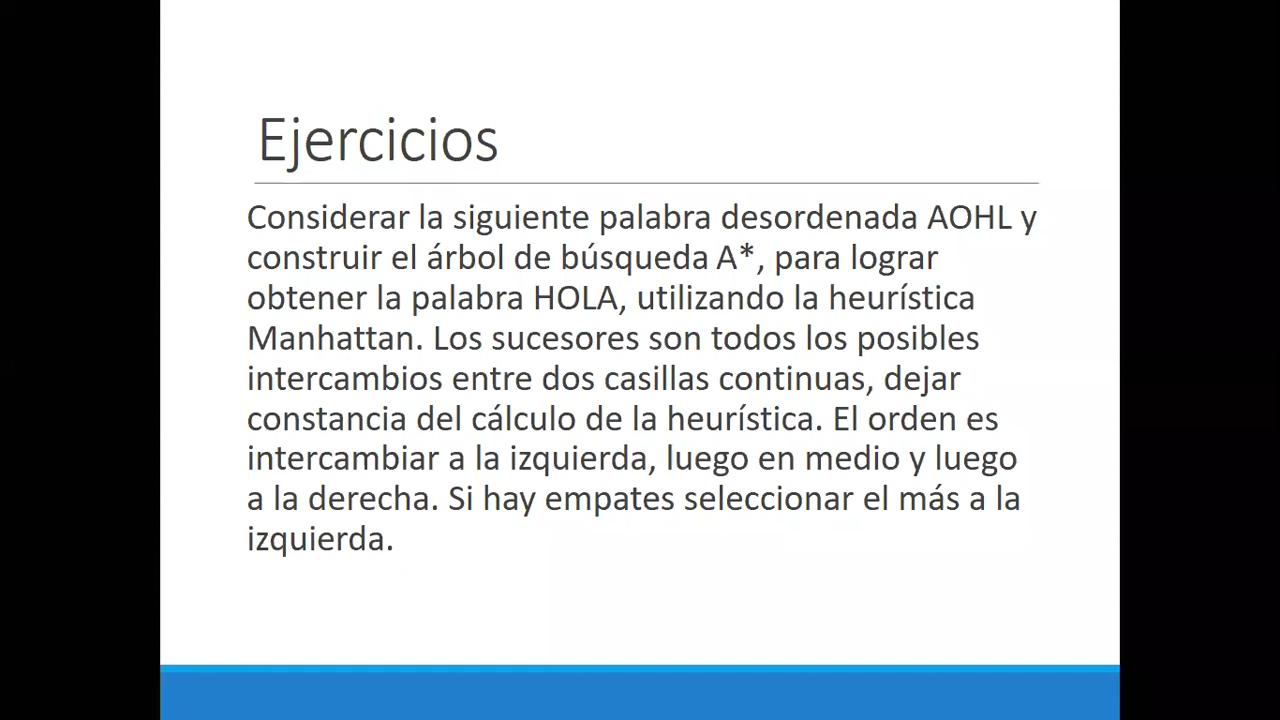 Ejercicios
Considerar la siguiente palabra desordenada AOHL y
construir el árbol de búsqueda A*, para lograr
obtener la palabra HOLA, utilizando la heurística
Manhattan. Los sucesores son todos los posibles
intercambios entre dos casillas continuas, dejar
constancia del cálculo de la heurística. El orden es
intercambiar a la izquierda, luego en medio y luego
a la derecha. Si hay empates seleccionar el más a la
izquierda.